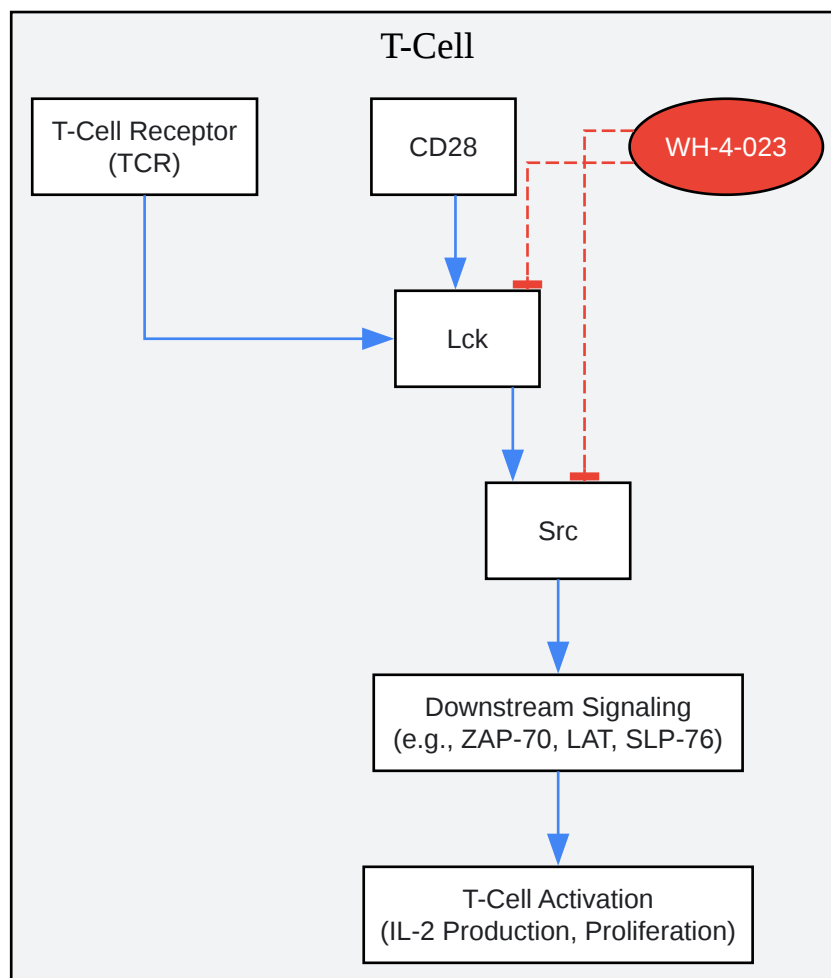 T-Cell
T-Cell Receptor
(TCR)
CD28
WH-4-023
Lck
Src
Downstream Signaling
(e.g., ZAP-70, LAT, SLP-76)
T-Cell Activation
(IL-2 Production, Proliferation)